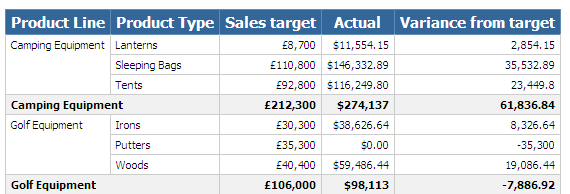 Product Line Product Type Sales target Actual Variance from target
Camping Equipment Lanterns £8,700 $11,554.15 2,854.15
Sleeping Bags £110,800 $146,332.89 35,532.89
Tents £92,800 $116,249.80 23,449.8
Camping Equipment £212,300 $274,137 61,836.84
Golf Equipment Irons £30,300 $38,626.64 8,326.64
Putters £35,300 $0.00 -35,300
Woods £40,400 $59,486.44 19,086.44
Golf Equipment £106,000 $98,113 -7,886.92